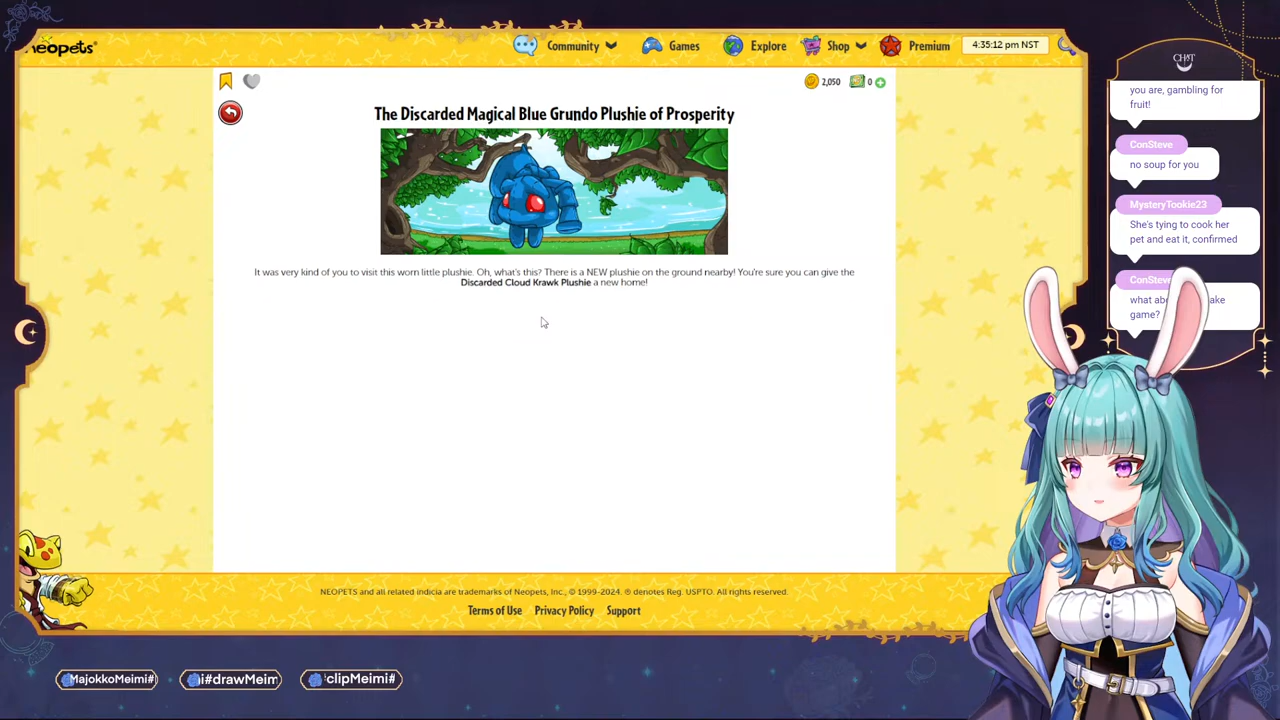 neopets
Community
Games
Explore
Shop
Premium
4:35:12 pm NST
2,050
0
The Discarded Magical Blue Grundo Plushie of Prosperity
It was very kind of you to visit this worn little plushie. Oh, what's this? There is a NEW plushie on the ground nearby! You're sure you can give the
Discarded Cloud Krawk Plushie a new home!
NEOPETS and all related indicia are trademarks of Neopets, Inc., © 1999-2024. ® denotes Reg. USPTO. All rights reserved.
Terms of Use
Privacy Policy
Support
CHAT
you are, gambling for
fruit!
ConSteve
no soup for you
MysteryTookie23
She's tying to cook her
pet and eat it, confirmed
ConSteve
what ake
game?
MajokkoMeimi#
i#drawMeim
clipMeimi#